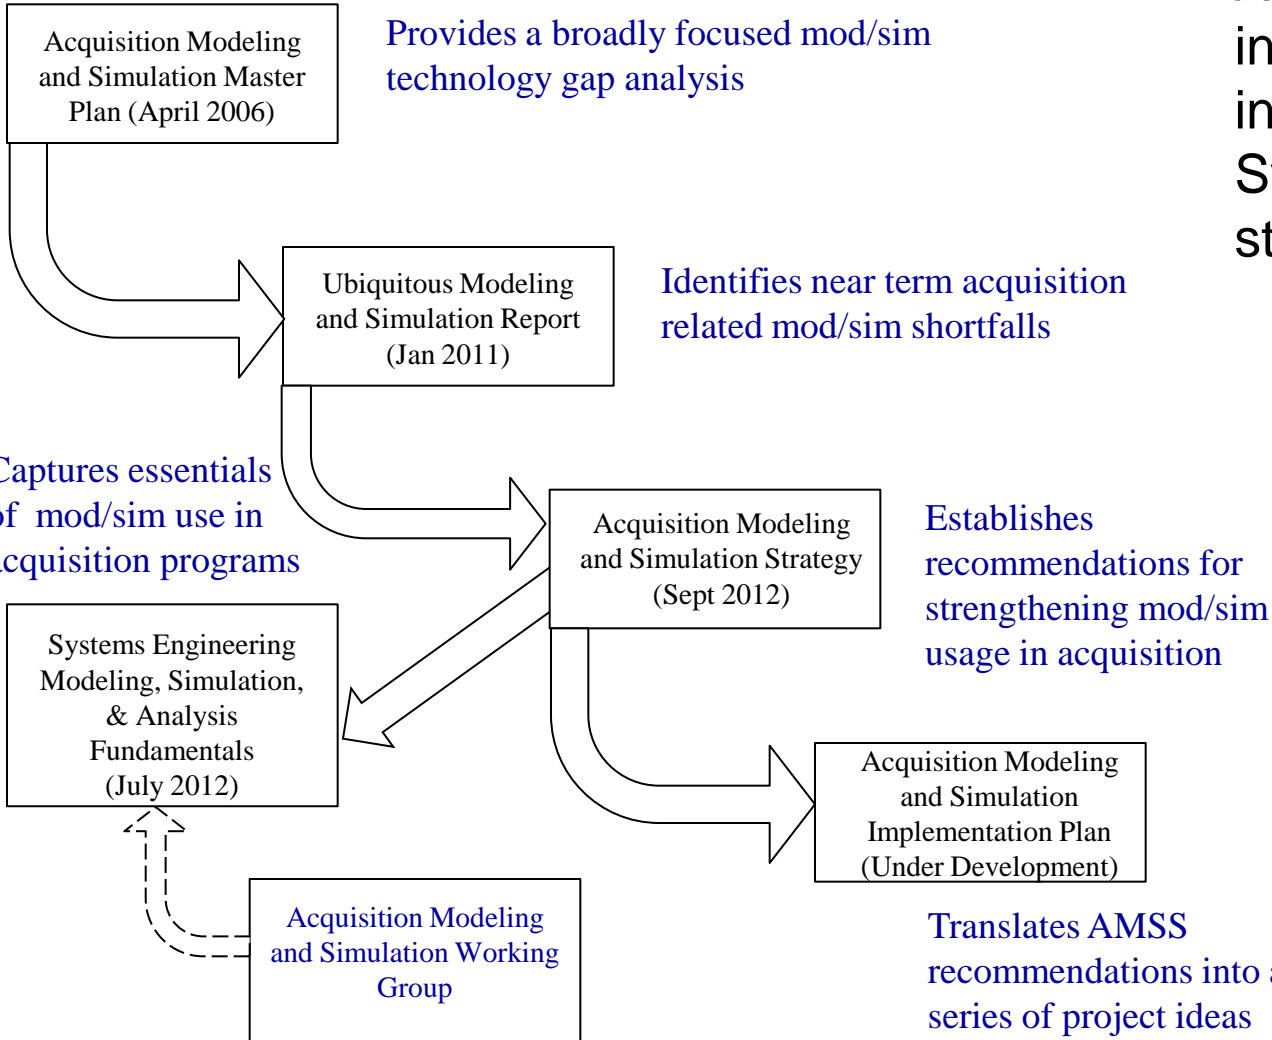 Acquisition Modeling
and Simulation Master
Plan (April 2006)
Provides a broadly focused mod/sim
technology gap analysis
in
in
st
Ubiquitous Modeling
and Simulation Report
(Jan 2011)
Identifies near term acquisition
related mod/sim shortfalls
Captures essentials
of mod/sim use in
acquisition programs
Acquisition Modeling
and Simulation Strategy
(Sept 2012)
Establishes
recommendations for
strengthening mod/sim
usage in acquisition
Systems Engineering
Modeling, Simulation,
& Analysis
Fundamentals
(July 2012)
Acquisition Modeling
and Simulation
Implementation Plan
(Under Development)
Acquisition Modeling
and Simulation Working
Group
Translates AMSS
recommendations into a
series of project ideas